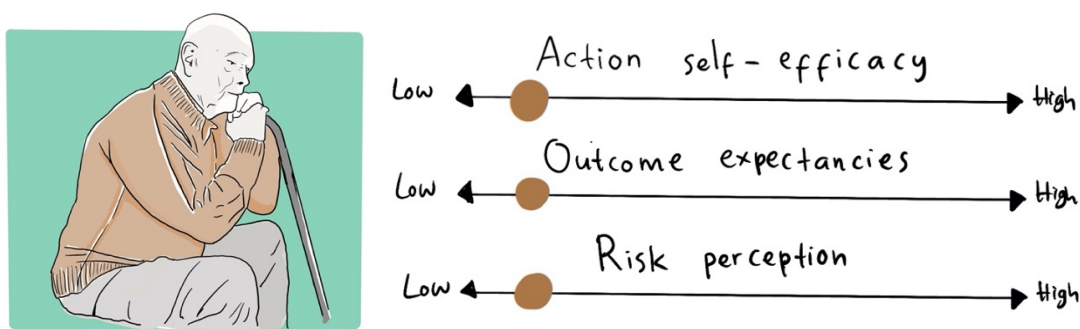 Action self-efficacy
Low High
Outcome expectancies
Low High
Risk perception
Low High